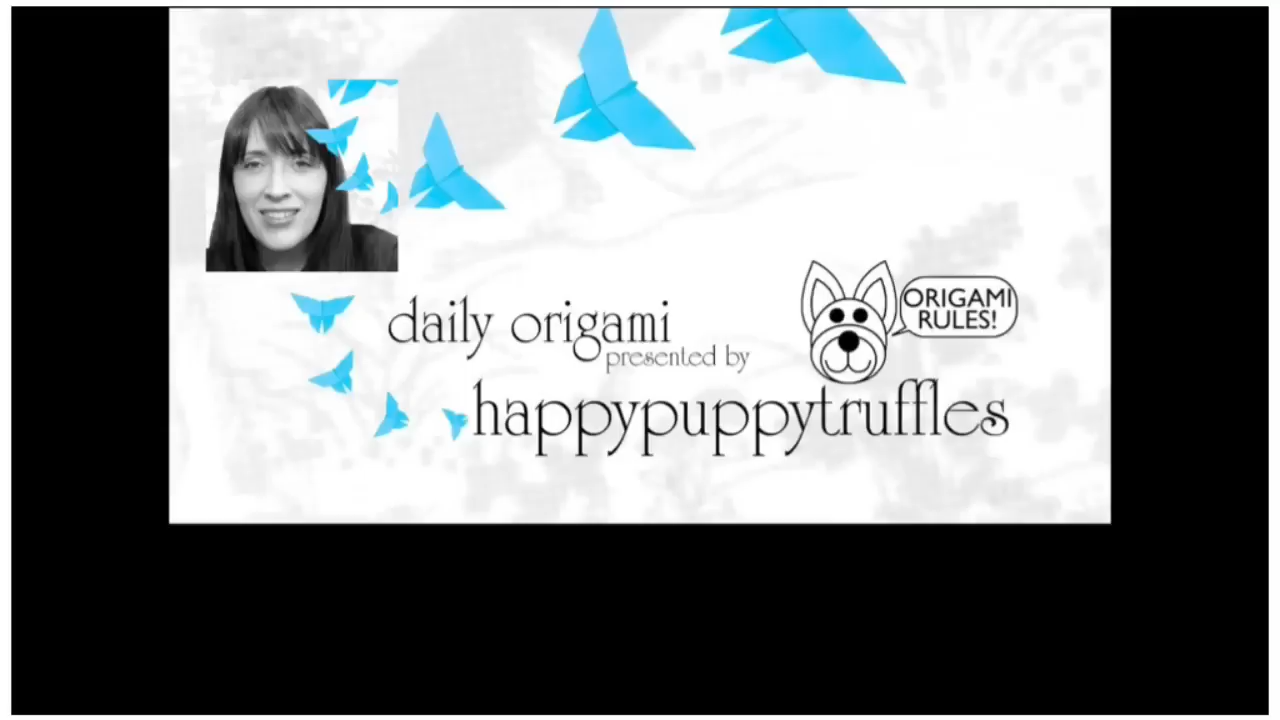 daily origami
presented by
ORIGAMI
RULES!
happypuppytruffles